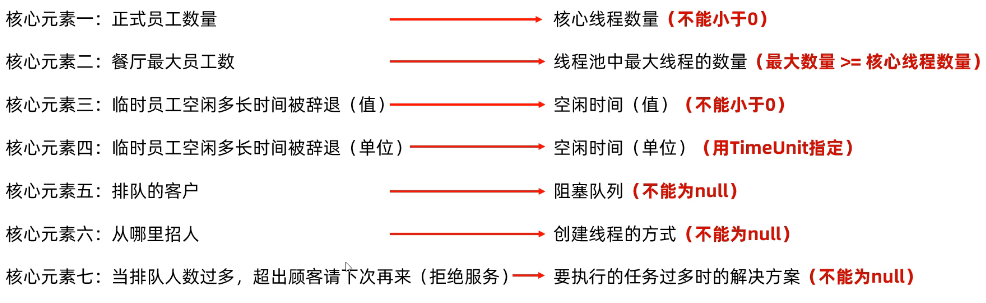 核心元素一：正式员工数量 核心线程数量（不能小于0）
核心元素二：餐厅最大员工数 线程池中最大线程的数量（最大数量 >= 核心线程数量）
核心元素三：临时员工空闲多长时间被辞退（值） 空闲时间（值）（不能小于0）
核心元素四：临时员工空闲多长时间被辞退（单位） 空闲时间（单位）（用TimeUnit指定）
核心元素五：排队的客户 阻塞队列（不能为null）
核心元素六：从哪里招人 创建线程的方式（不能为null）
核心元素七：当排队人数过多，超出顾客请下次再来（拒绝服务） 要执行的任务过多时的解决方案（不能为null）